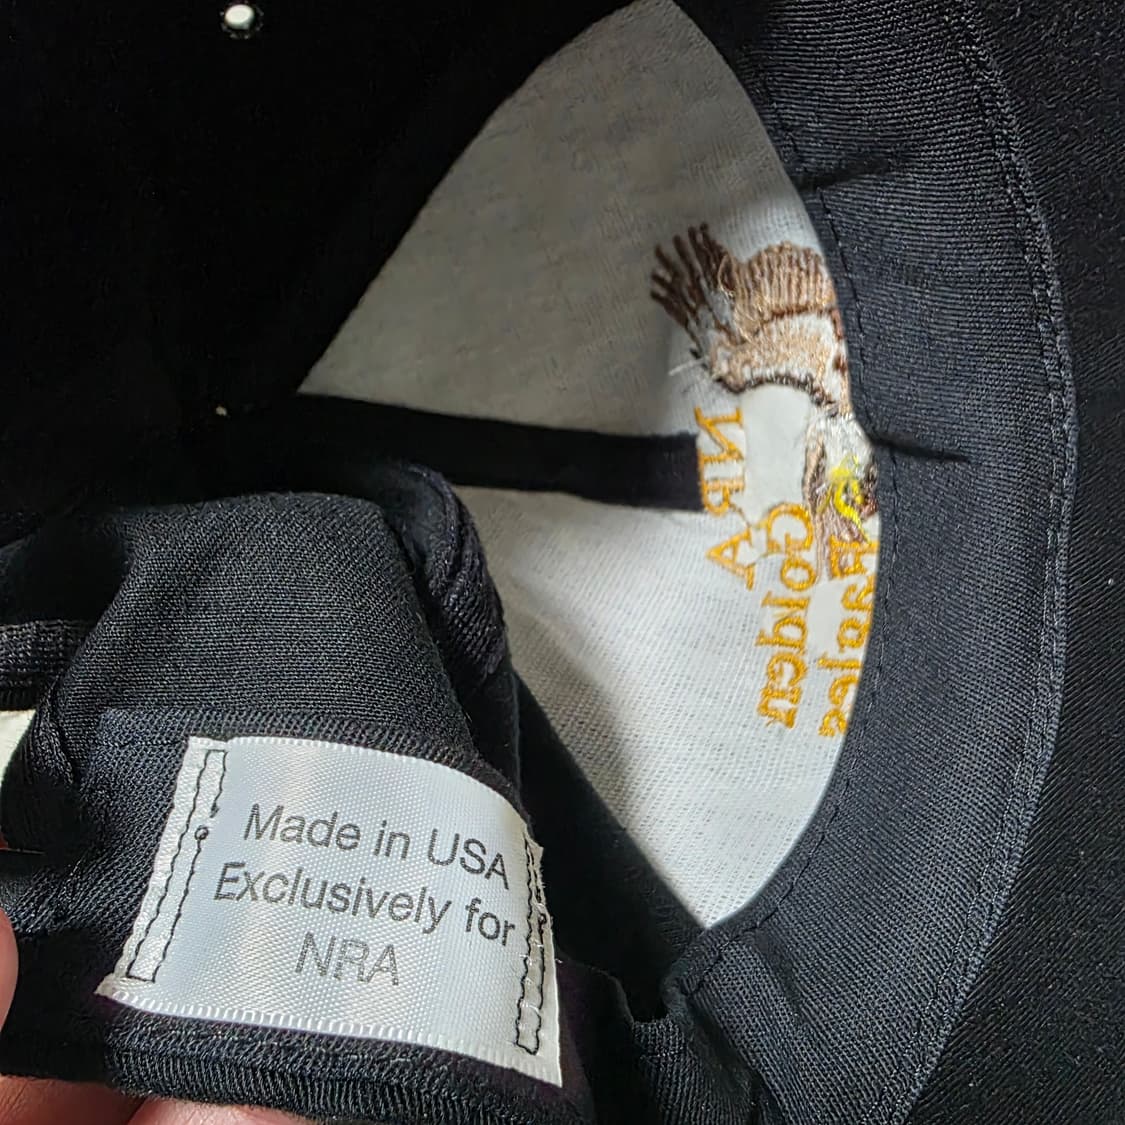 Made in USA
Exclusively for
NRA
NRA
Golden
Eagles